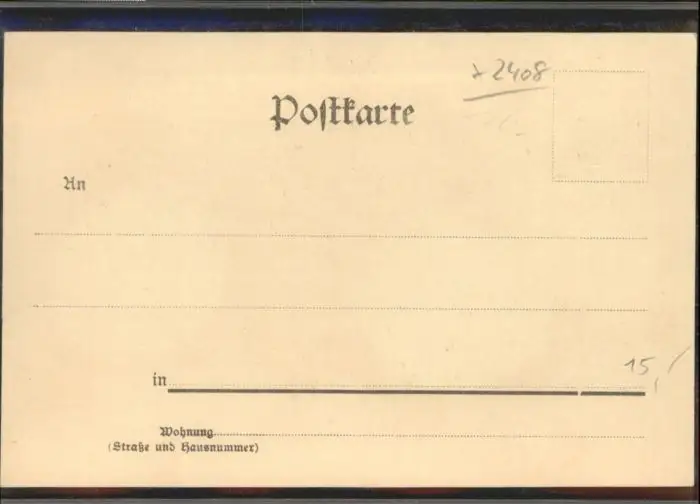 2408
Poſtkarte
An
15,
in
Wohnung
(Straße und Hausnummer)